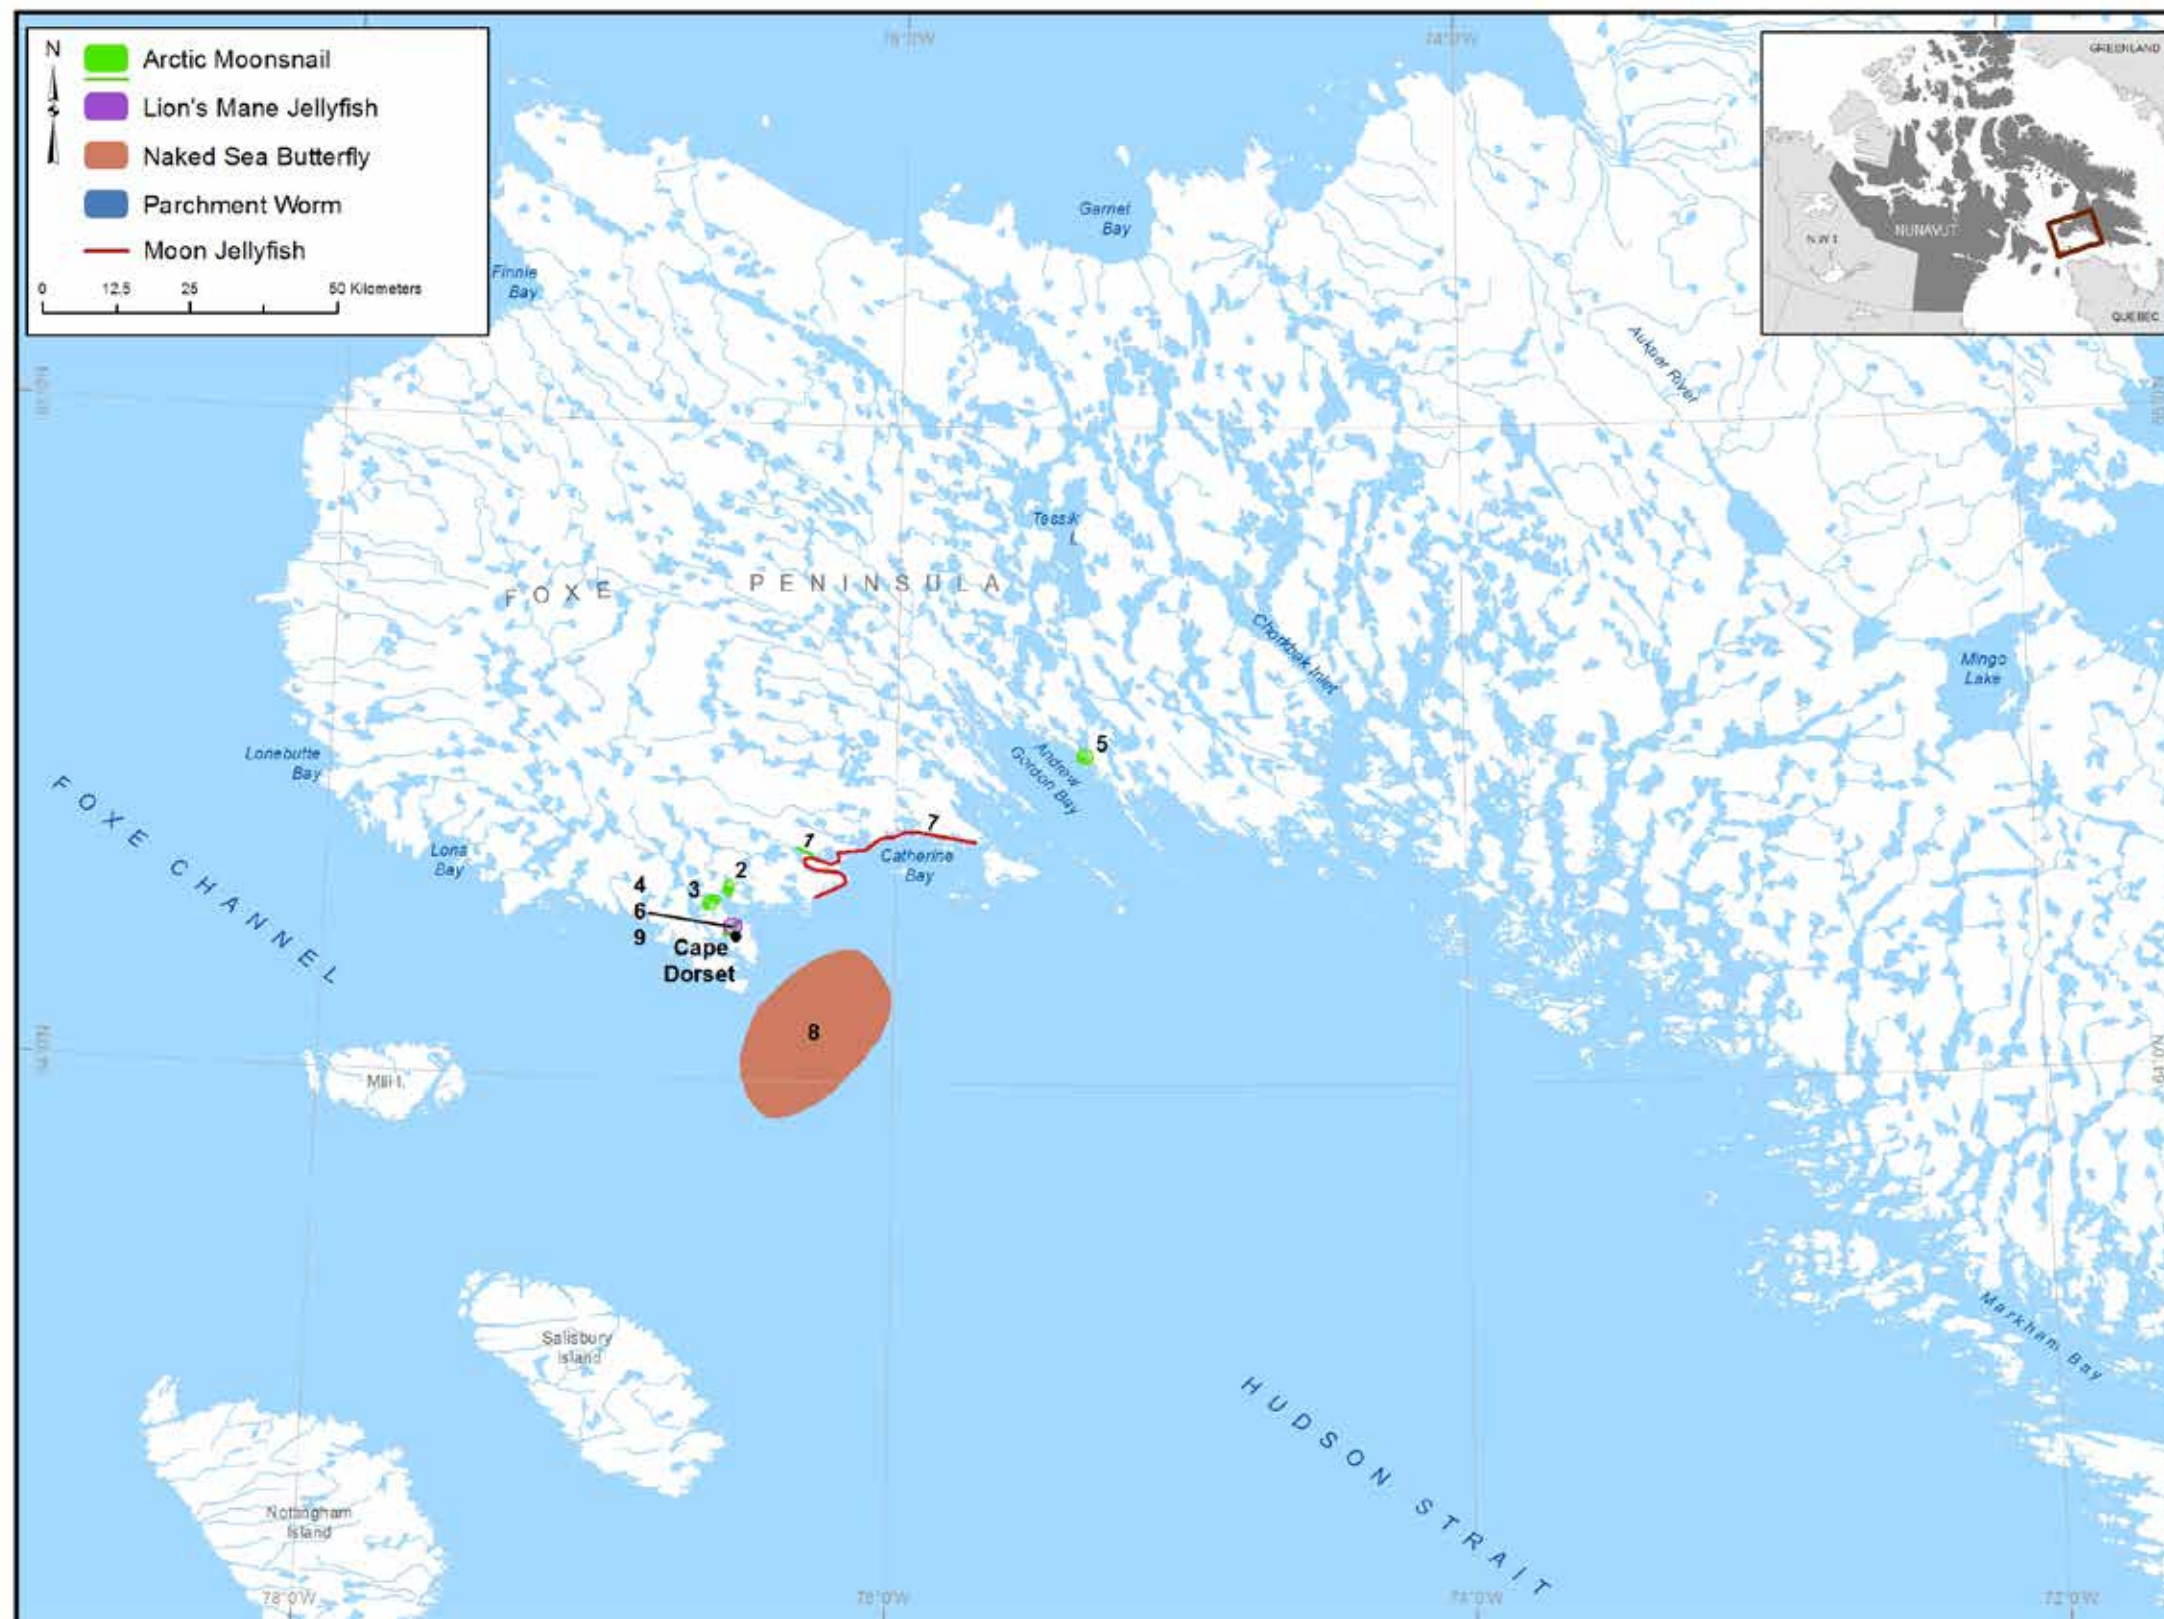 N
Arctic Moonsnail
Lion's Mane Jellyfish
Naked Sea Butterfly
Parchment Worm
Moon Jellyfish
0 12.5 25 50 Kilometers
GREENLAND
NUNAVUT
QUEBEC
Garnet
Bay
Finnie
Bay
Aukpar River
Tessik
L
FOXE PENINSULA
Chorkbak Inlet
Mingo
Lake
Lonebutte
Bay
5
Andrew
Gordon Bay
FOXE CHANNEL
Lona
Bay
1
7
Catherine
Bay
2
3
4
6
9
Cape
Dorset
8
Mill I.
64°0'N
Salisbury
Island
Markham Bay
HUDSON STRAIT
Nottingham
Island
78°0'W 76°0'W 74°0'W 72°0'W